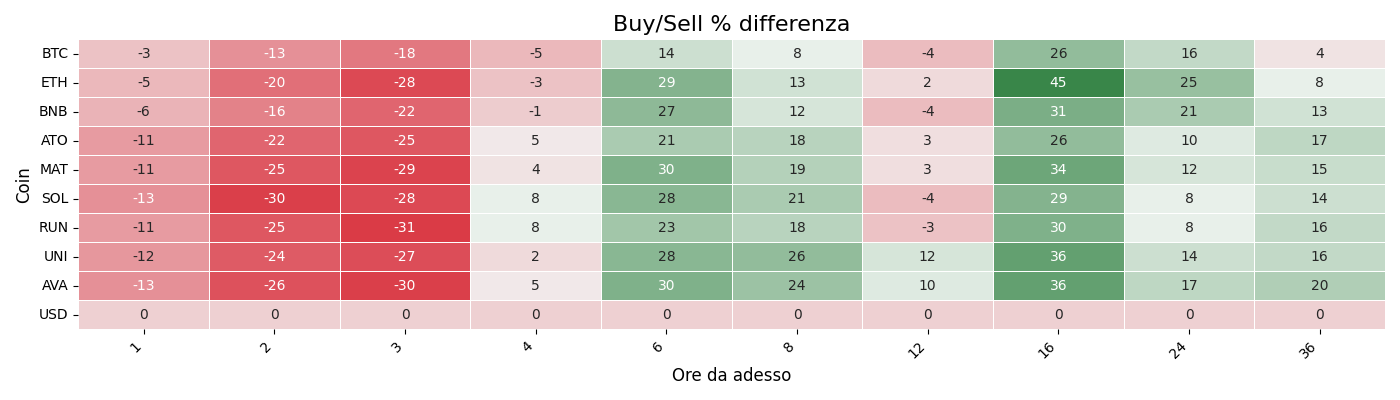 Buy/Sell % differenza
Coin
BTC -3 -13 -18 -5 14 8 -4 26 16 4
ETH -5 -20 -28 -3 29 13 2 45 25 8
BNB -6 -16 -22 -1 27 12 -4 31 21 13
ATO -11 -22 -25 5 21 18 3 26 10 17
MAT -11 -25 -29 4 30 19 3 34 12 15
SOL -13 -30 -28 8 28 21 -4 29 8 14
RUN -11 -25 -31 8 23 18 -3 30 8 16
UNI -12 -24 -27 2 28 26 12 36 14 16
AVA -13 -26 -30 5 30 24 10 36 17 20
USD 0 0 0 0 0 0 0 0 0 0
1 2 3 4 6 8 12 16 24 36
Ore da adesso